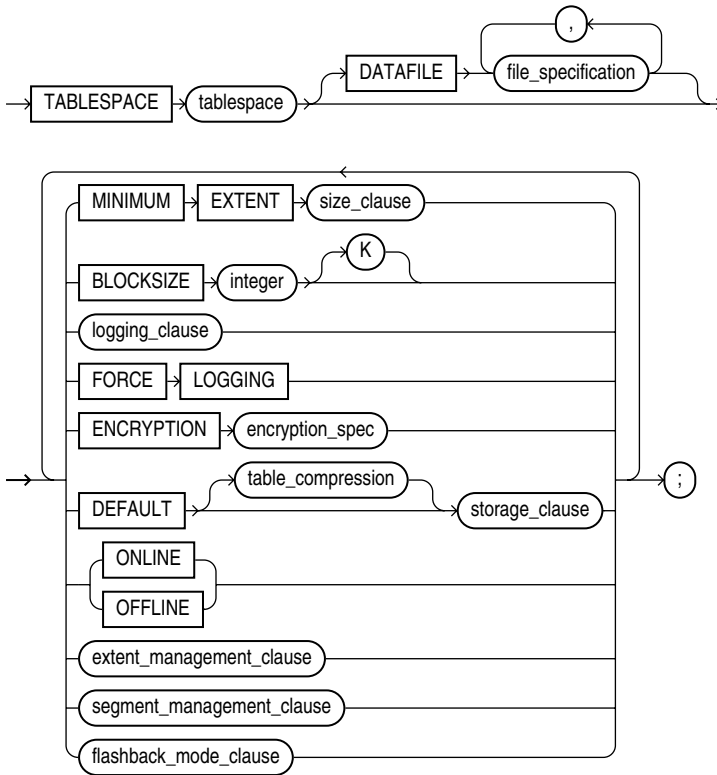 ,
DATAFILE file_specification
TABLESPACE tablespace
MINIMUM EXTENT size_clause
K
BLOCKSIZE integer
logging_clause
FORCE LOGGING
ENCRYPTION encryption_spec
table_compression
DEFAULT storage_clause ;
ONLINE
OFFLINE
extent_management_clause
segment_management_clause
flashback_mode_clause